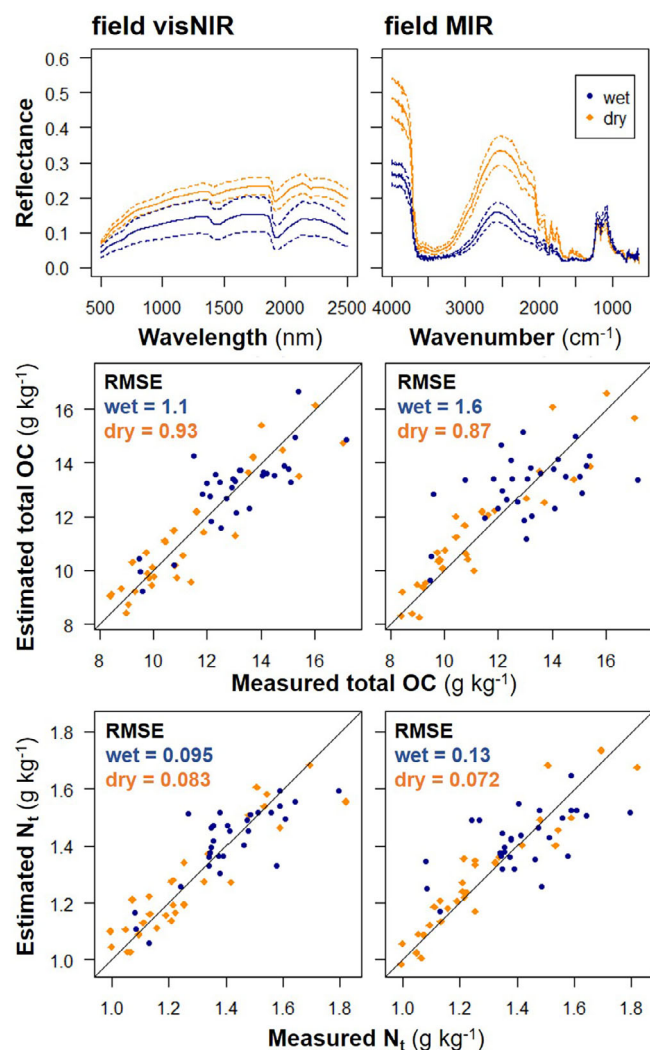 field visNIR
field MIR
Reflectance
0.6
0.5
0.4
0.3
0.2
0.1
0.0
wet
dry
500 1000 1500 2000 2500
4000 3000 2000 1000
Wavelength (nm)
Wavenumber (cm⁻¹)
Estimated total OC (g kg⁻¹)
16
14
12
10
8
RMSE
wet = 1.1
dry = 0.93
RMSE
wet = 1.6
dry = 0.87
8 10 12 14 16
8 10 12 14 16
Measured total OC (g kg⁻¹)
Estimated Nₜ (g kg⁻¹)
1.8
1.6
1.4
1.2
1.0
RMSE
wet = 0.095
dry = 0.083
RMSE
wet = 0.13
dry = 0.072
1.0 1.2 1.4 1.6 1.8
1.0 1.2 1.4 1.6 1.8
Measured Nₜ (g kg⁻¹)